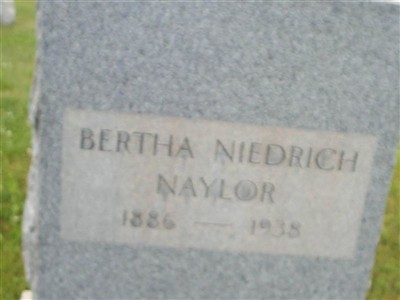 BERTHA NIEDRICH
NAYLOR
1886 — 1938